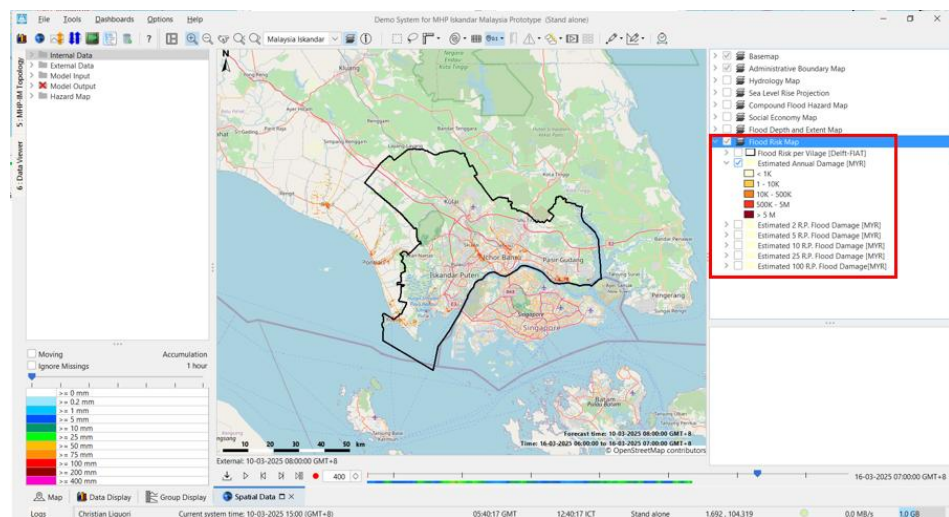 File Tools Dashboards Options Help
Demo System for MHP Iskandar Malaysia Prototype (Stand alone)
Malaysia Iskandar
5 : MHP-IM Topology
6 : Data Viewer
Internal Data
External Data
Model Input
Model Output
Hazard Map
Moving
Accumulation
Ignore Missings
1 hour
>= 0 mm
>= 0.2 mm
>= 1 mm
>= 5 mm
>= 10 mm
>= 25 mm
>= 50 mm
>= 75 mm
>= 100 mm
>= 200 mm
>= 400 mm
N
Kluang
Kulai
Johor Bahru
Pasir Gudang
Iskandar Puteri
Pengerang
Singapore
Singapore
Batam
10 20 30 40 50 km
Forecast time: 10-03-2025 06:00:00 GMT+8
Time: 16-03-2025 06:00:00 to 16-03-2025 07:00:00 GMT+8
© OpenStreetMap contributors
Basemap
Administrative Boundary Map
Hydrology Map
Sea Level Rise Projection
Compound Flood Hazard Map
Social Economy Map
Flood Depth and Extent Map
Flood Risk Map
Flood Risk per Vilage [Delft-FIAT]
Estimated Annual Damage [MYR]
< 1K
1 - 10K
10K - 500K
500K - 5M
> 5 M
Estimated 2 R.P. Flood Damage [MYR]
Estimated 5 R.P. Flood Damage [MYR]
Estimated 10 R.P. Flood Damage [MYR]
Estimated 25 R.P. Flood Damage [MYR]
Estimated 100 R.P. Flood Damage[MYR]
External: 10-03-2025 08:00:00 GMT+8
400
16-03-2025 07:00:00 GMT+8
Map Data Display Group Display Spatial Data
Logs Christian Liguori Current system time: 10-03-2025 15:00 (GMT+8) 05:40:17 GMT 12:40:17 ICT Stand alone 1.692 , 104.319 0.0 MB/s 1.0 GB